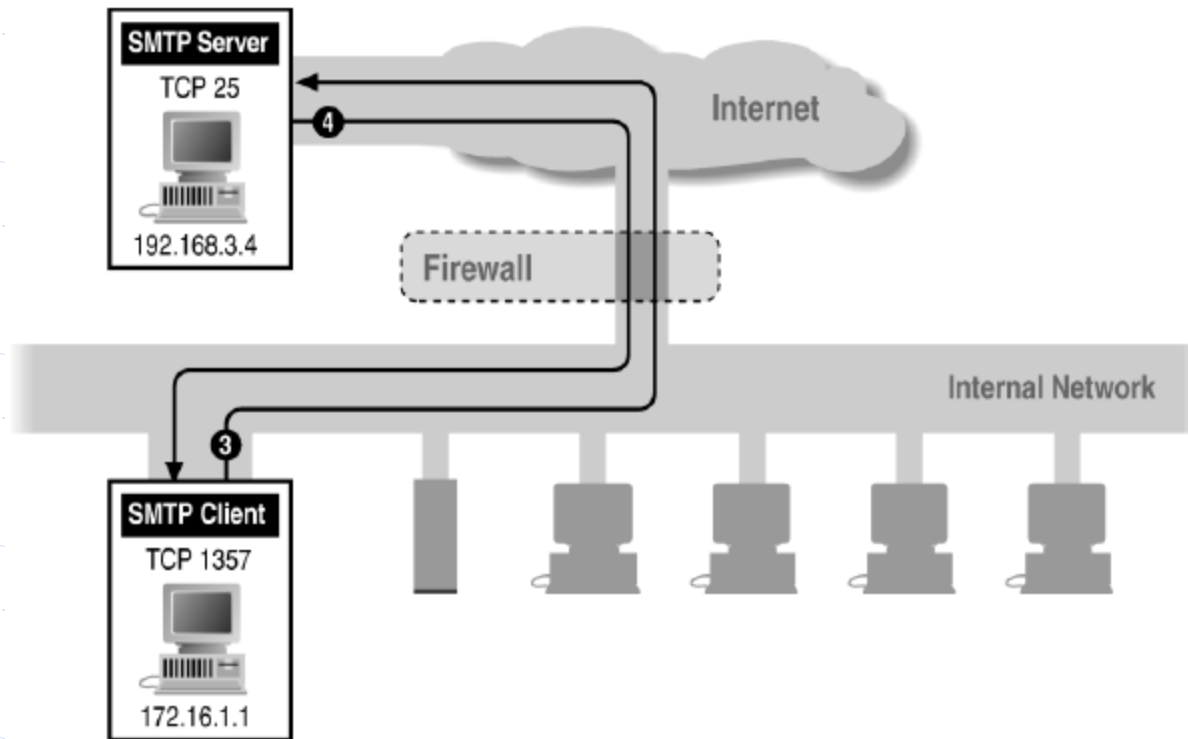 SMTP Server
TCP 25
192.168.3.4
4
Internet
Firewall
Internal Network
3
SMTP Client
TCP 1357
172.16.1.1